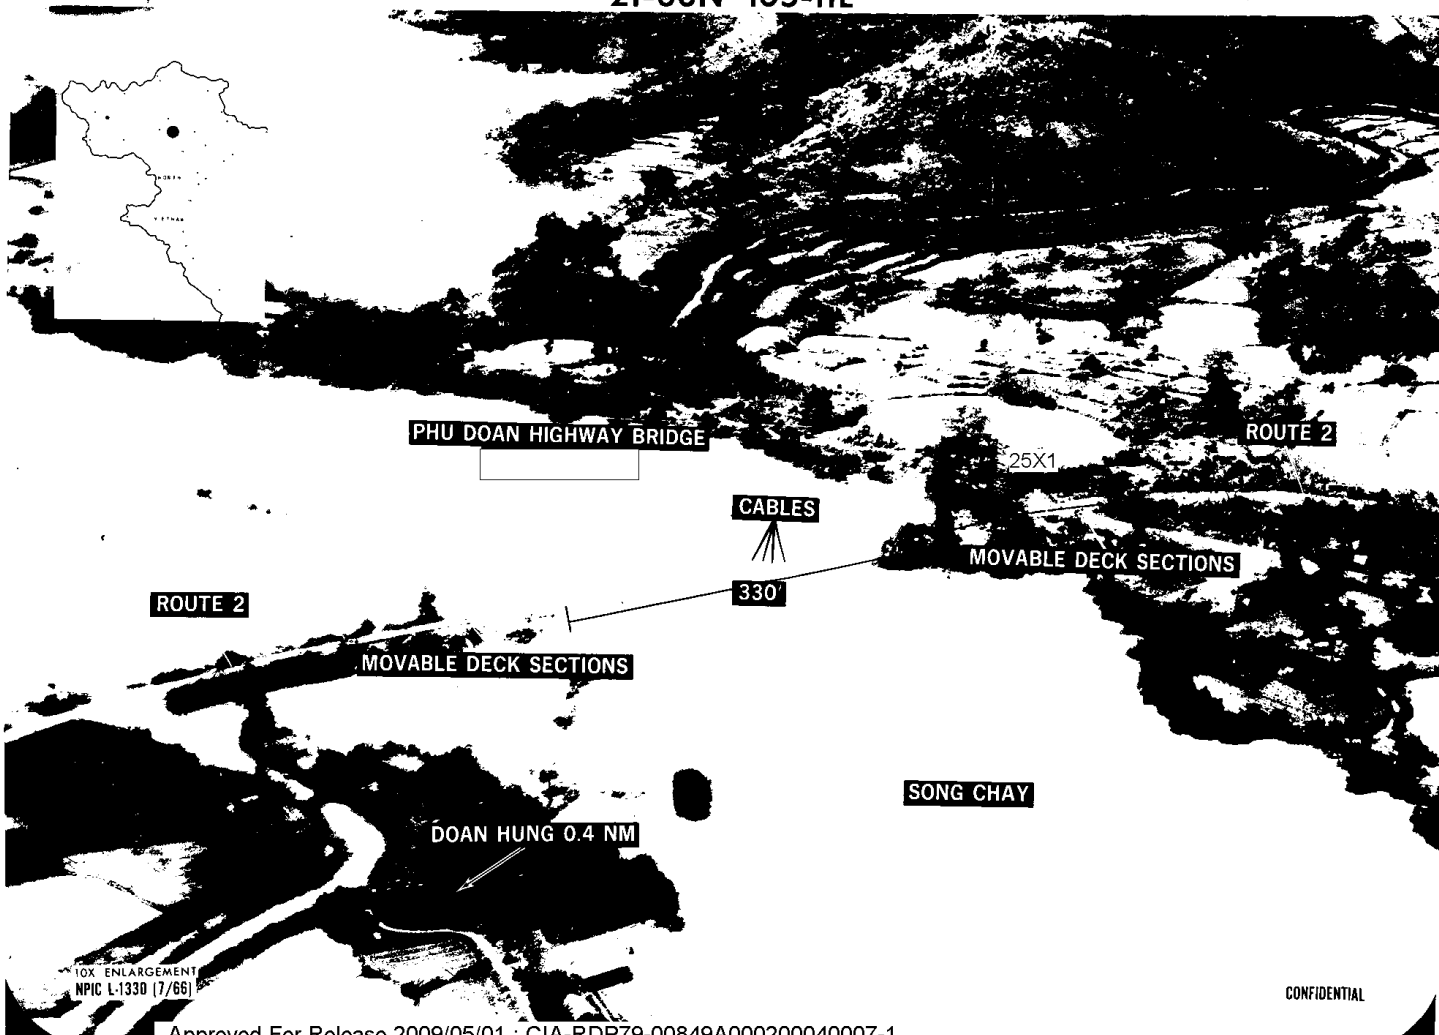 NORTH
VIETNAM
PHU DOAN HIGHWAY BRIDGE
ROUTE 2
25X1
CABLES
MOVABLE DECK SECTIONS
330'
ROUTE 2
MOVABLE DECK SECTIONS
SONG CHAY
DOAN HUNG 0.4 NM
10X ENLARGEMENT
NPIC L-1330 (7/66)
CONFIDENTIAL
Approved For Release 2009/05/01 : CIA-RDP79-00849A000200040007-1